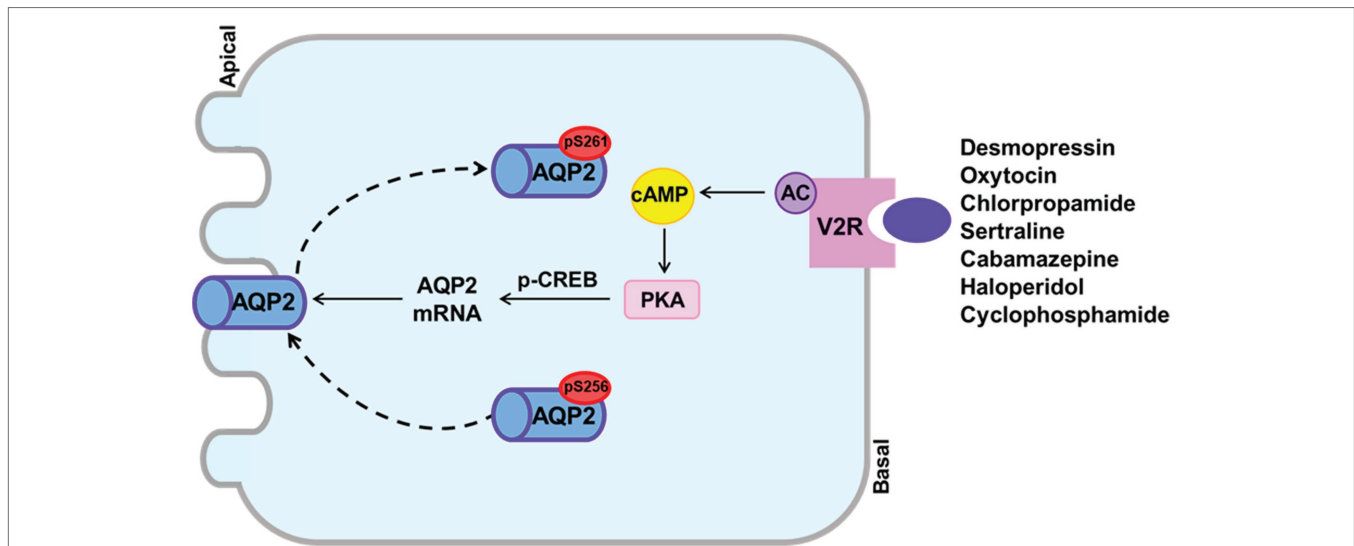 Apical
pS261
AQP2
cAMP
AC
V2R
Desmopressin
Oxytocin
Chlorpropamide
Sertraline
Cabamazepine
Haloperidol
Cyclophosphamide
AQP2
AQP2
mRNA
p-CREB
PKA
pS256
AQP2
Basal